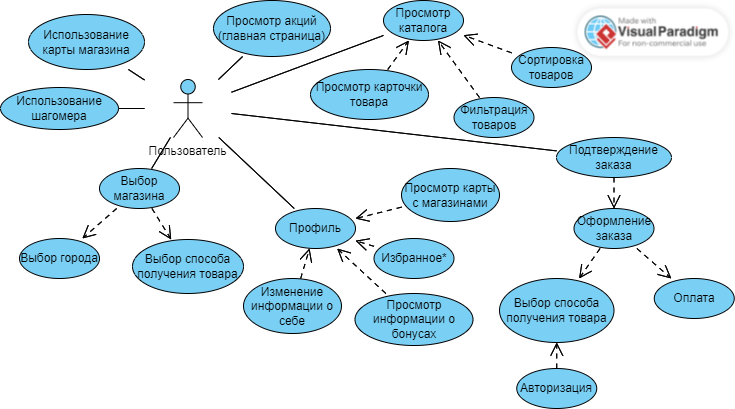 Использование
карты магазина
Просмотр акций
(главная страница)
Просмотр
каталога
Made with
Visual Paradigm
For non-commercial use
Сортировка
товаров
Просмотр карточки
товара
Фильтрация
товаров
Использование
шагомера
Пользователь
Подтверждение
заказа
Выбор
магазина
Просмотр карты
с магазинами
Профиль
Оформление
заказа
Выбор города
Выбор способа
получения товара
Избранное*
Изменение
информации о
себе
Просмотр
информации о
бонусах
Выбор способа
получения товара
Оплата
Авторизация